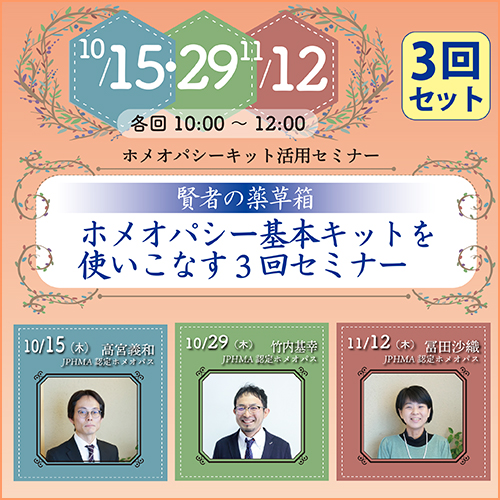 10/15・29 11/12
3回
セット
各回 10:00 ～ 12:00
ホメオパシーキット活用セミナー
賢者の薬草箱
ホメオパシー基本キットを
使いこなす３回セミナー
10/15（木） 高宮義和
JPHMA 認定ホメオパス
10/29（木） 竹内基幸
JPHMA 認定ホメオパス
11/12（木） 冨田沙織
JPHMA 認定ホメオパス